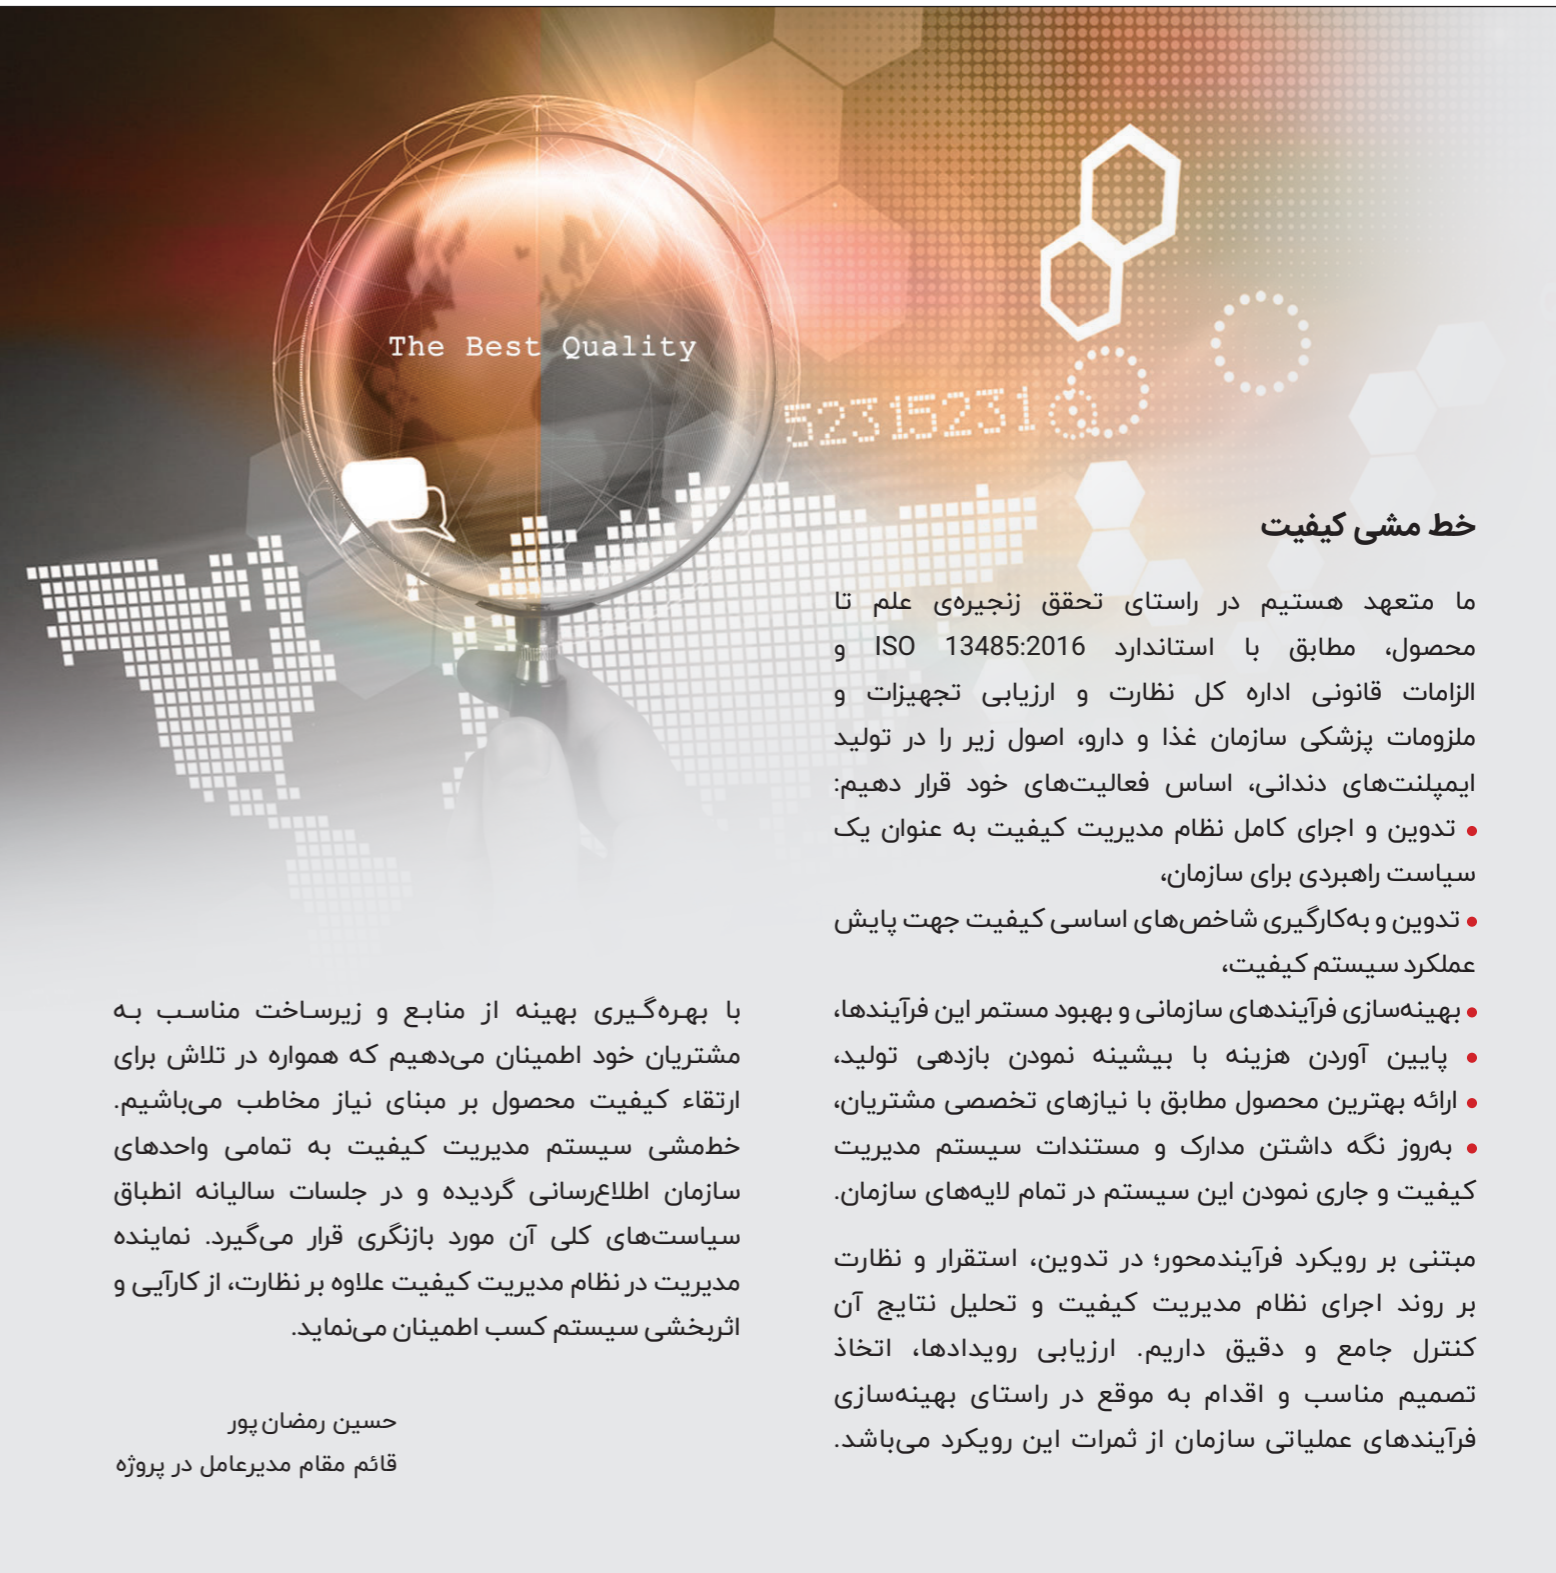 The Best Quality
52315231@
خط مشی کیفیت
ما متعهد هستیم در راستای تحقق زنجیره‌ی علم تا
محصول، مطابق با استاندارد ISO 13485:2016 و
الزامات قانونی اداره کل نظارت و ارزیابی تجهیزات و
ملزومات پزشکی سازمان غذا و دارو، اصول زیر را در تولید
ایمپلنت‌های دندانی، اساس فعالیت‌های خود قرار دهیم:
• تدوین و اجرای کامل نظام مدیریت کیفیت به عنوان یک
سیاست راهبردی برای سازمان،
• تدوین و به‌کارگیری شاخص‌های اساسی کیفیت جهت پایش
عملکرد سیستم کیفیت،
• بهینه‌سازی فرآیندهای سازمانی و بهبود مستمر این فرآیندها،
• پایین آوردن هزینه با بیشینه نمودن بازدهی تولید،
• ارائه بهترین محصول مطابق با نیازهای تخصصی مشتریان،
• به‌روز نگه داشتن مدارک و مستندات سیستم مدیریت
کیفیت و جاری نمودن این سیستم در تمام لایه‌های سازمان.
مبتنی بر رویکرد فرآیندمحور؛ در تدوین، استقرار و نظارت
بر روند اجرای نظام مدیریت کیفیت و تحلیل نتایج آن
کنترل جامع و دقیق داریم. ارزیابی رویدادها، اتخاذ
تصمیم مناسب و اقدام به موقع در راستای بهینه‌سازی
فرآیندهای عملیاتی سازمان از ثمرات این رویکرد می‌باشد.
با بهره‌گیری بهینه از منابع و زیرساخت مناسب به
مشتریان خود اطمینان می‌دهیم که همواره در تلاش برای
ارتقاء کیفیت محصول بر مبنای نیاز مخاطب می‌باشیم.
خط‌مشی سیستم مدیریت کیفیت به تمامی واحدهای
سازمان اطلاع‌رسانی گردیده و در جلسات سالیانه انطباق
سیاست‌های کلی آن مورد بازنگری قرار می‌گیرد. نماینده
مدیریت در نظام مدیریت کیفیت علاوه بر نظارت، از کارآیی و
اثربخشی سیستم کسب اطمینان می‌نماید.
حسین رمضان‌پور
قائم مقام مدیرعامل در پروژه